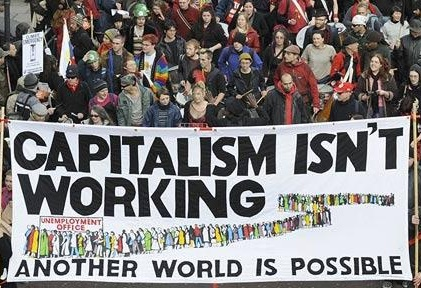 CAPITALISM ISN'T
WORKING
UNEMPLOYMENT
OFFICE
ANOTHER WORLD IS POSSIBLE